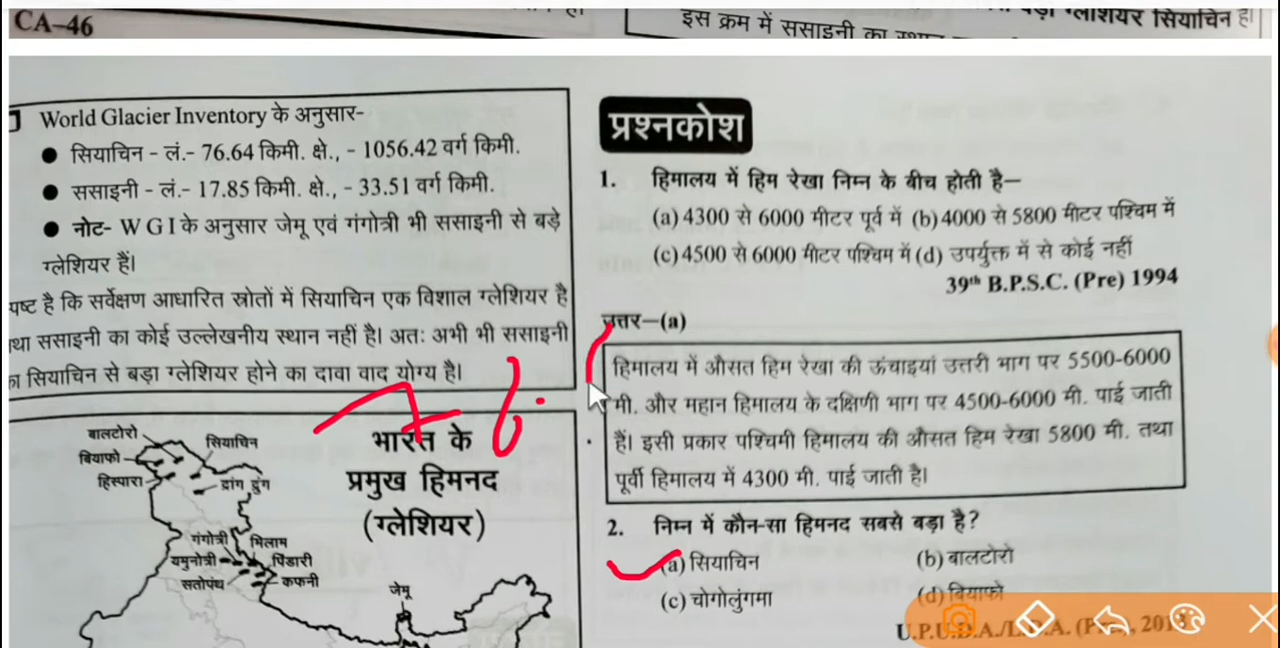 CA-46
इस क्रम में ससाइनी का स्थान
ग्लेशियर सियाचिन है।
World Glacier Inventory के अनुसार-
● सियाचिन - लं.- 76.64 किमी. क्षे., - 1056.42 वर्ग किमी.
● ससाइनी - लं.- 17.85 किमी. क्षे., - 33.51 वर्ग किमी.
● नोट- W G I के अनुसार जेमू एवं गंगोत्री भी ससाइनी से बड़े
ग्लेशियर हैं।
है कि सर्वेक्षण आधारित स्रोतों में सियाचिन एक विशाल ग्लेशियर है
ससाइनी का कोई उल्लेखनीय स्थान नहीं है। अतः अभी भी ससाइनी
सियाचिन से बड़ा ग्लेशियर होने का दावा वाद योग्य है।
भारत के
प्रमुख हिमनद
(ग्लेशियर)
बालटोरो
सियाचिन
बियाफो
हिस्पारा
द्रांग द्रुंग
गंगोत्री
भिलाम
यमुनोत्री
पिंडारी
सतोपंथ
कफनी
जेमू
प्रश्नकोश
1. हिमालय में हिम रेखा निम्न के बीच होती है—
(a) 4300 से 6000 मीटर पूर्व में (b) 4000 से 5800 मीटर पश्चिम में
(c) 4500 से 6000 मीटर पश्चिम में (d) उपर्युक्त में से कोई नहीं
39th B.P.S.C. (Pre) 1994
उत्तर—(a)
हिमालय में औसत हिम रेखा की ऊंचाइयां उत्तरी भाग पर 5500-6000
मी. और महान हिमालय के दक्षिणी भाग पर 4500-6000 मी. पाई जाती
हैं। इसी प्रकार पश्चिमी हिमालय की औसत हिम रेखा 5800 मी. तथा
पूर्वी हिमालय में 4300 मी. पाई जाती है।
2. निम्न में कौन-सा हिमनद सबसे बड़ा है?
(a) सियाचिन (b) बालटोरो
(c) चोगोलुंगमा (d) बियाफो
U.P.U.D.A./L.D.A. (Pre)